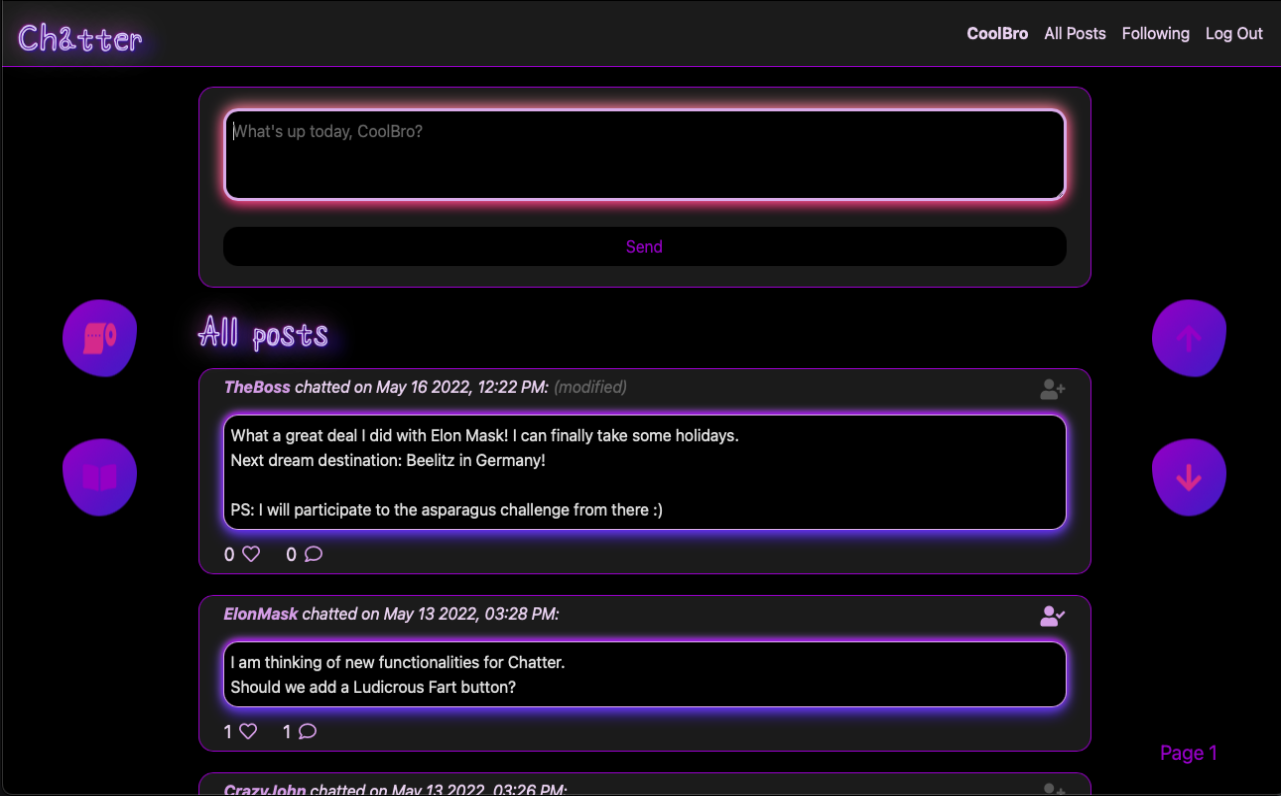 Chatter
CoolBro All Posts Following Log Out
What's up today, CoolBro?
Send
All posts
TheBoss chatted on May 16 2022, 12:22 PM: (modified)
What a great deal I did with Elon Mask! I can finally take some holidays.
Next dream destination: Beelitz in Germany!
PS: I will participate to the asparagus challenge from there :)
0 0
ElonMask chatted on May 13 2022, 03:28 PM:
I am thinking of new functionalities for Chatter.
Should we add a Ludicrous Fart button?
1 1
Page 1
CrazyJohn chatted on May 13 2022, 03:26 PM: